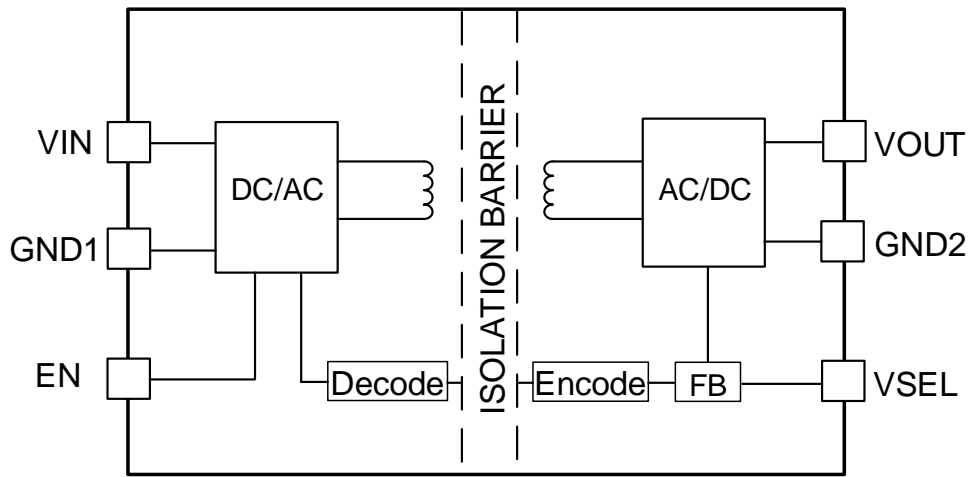 VIN
GND1
EN
DC/AC
Decode
ISOLATION BARRIER
AC/DC
Encode
FB
VOUT
GND2
VSEL